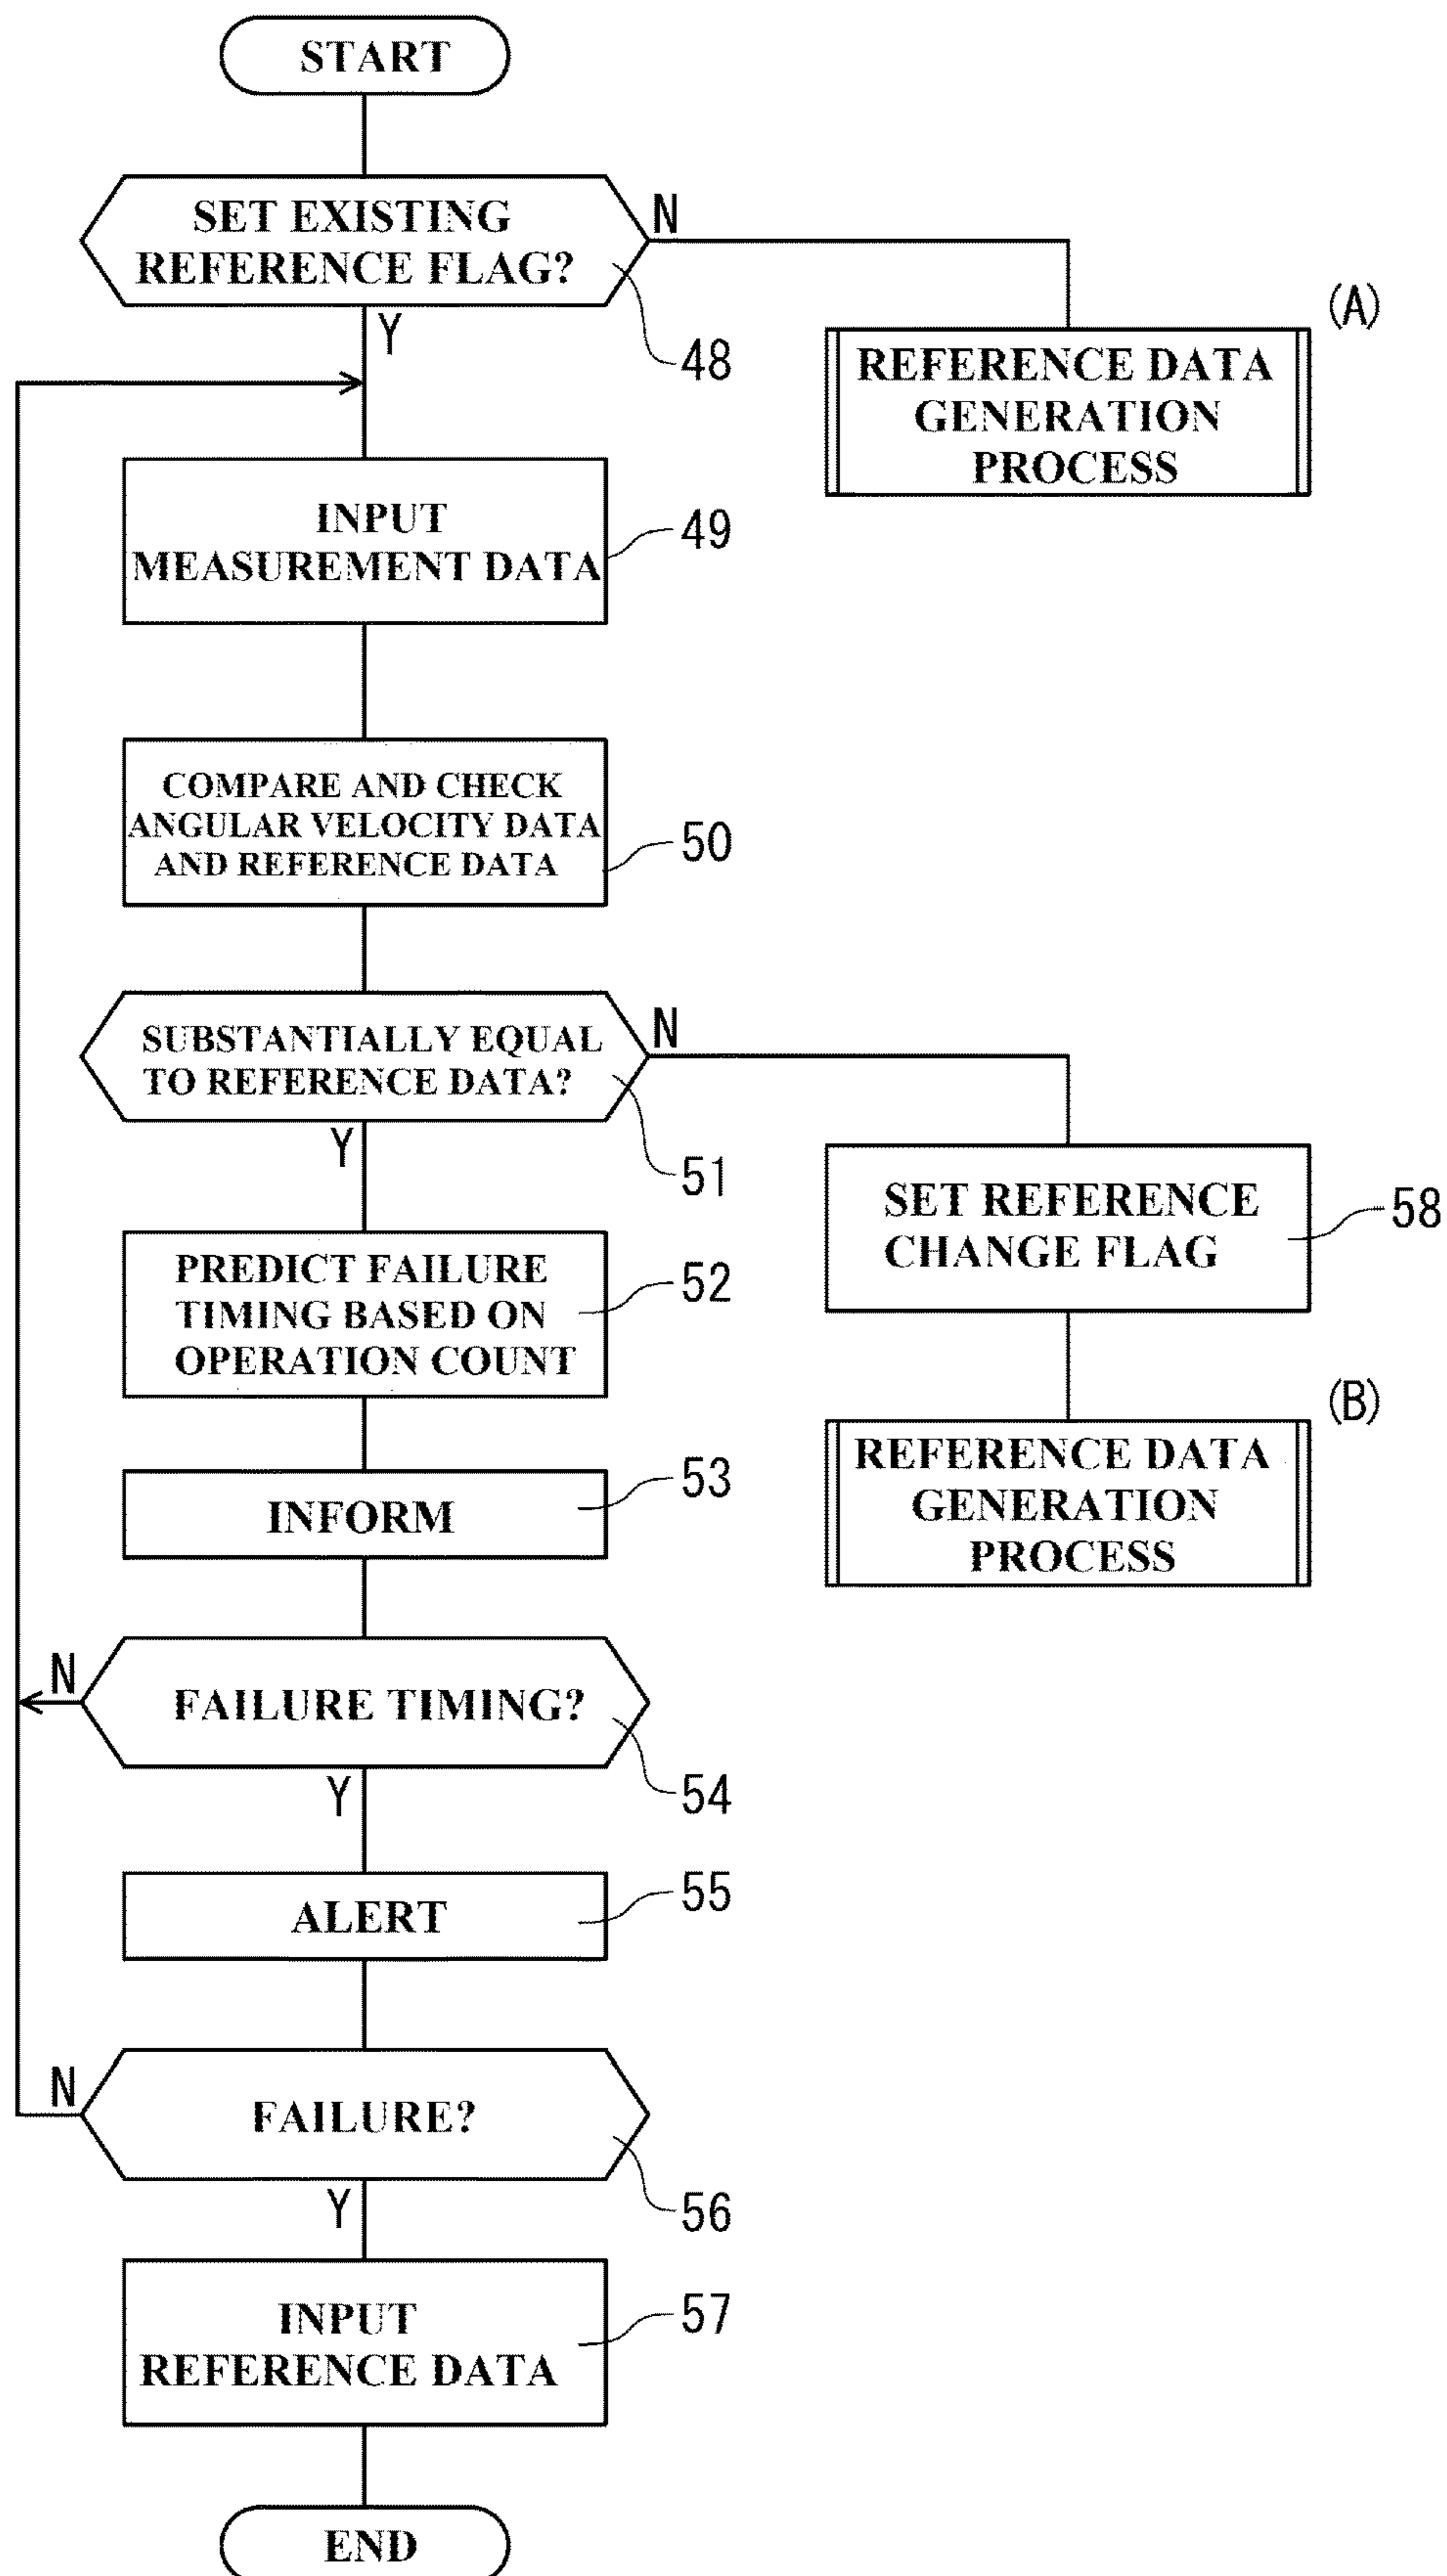 START
SET EXISTING
REFERENCE FLAG?
N
48
Y
(A)
REFERENCE DATA
GENERATION
PROCESS
INPUT
MEASUREMENT DATA
49
COMPARE AND CHECK
ANGULAR VELOCITY DATA
AND REFERENCE DATA
50
SUBSTANTIALLY EQUAL
TO REFERENCE DATA?
N
51
Y
SET REFERENCE
CHANGE FLAG
58
PREDICT FAILURE
TIMING BASED ON
OPERATION COUNT
52
(B)
REFERENCE DATA
GENERATION
PROCESS
INFORM
53
N
FAILURE TIMING?
54
Y
ALERT
55
N
FAILURE?
56
Y
INPUT
REFERENCE DATA
57
END